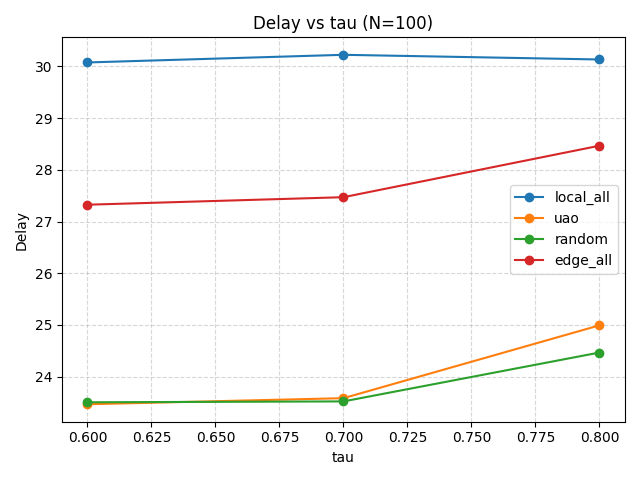 Delay vs tau (N=100)
Delay
30
29
28
27
26
25
24
local_all
uao
random
edge_all
0.600 0.625 0.650 0.675 0.700 0.725 0.750 0.775 0.800
tau